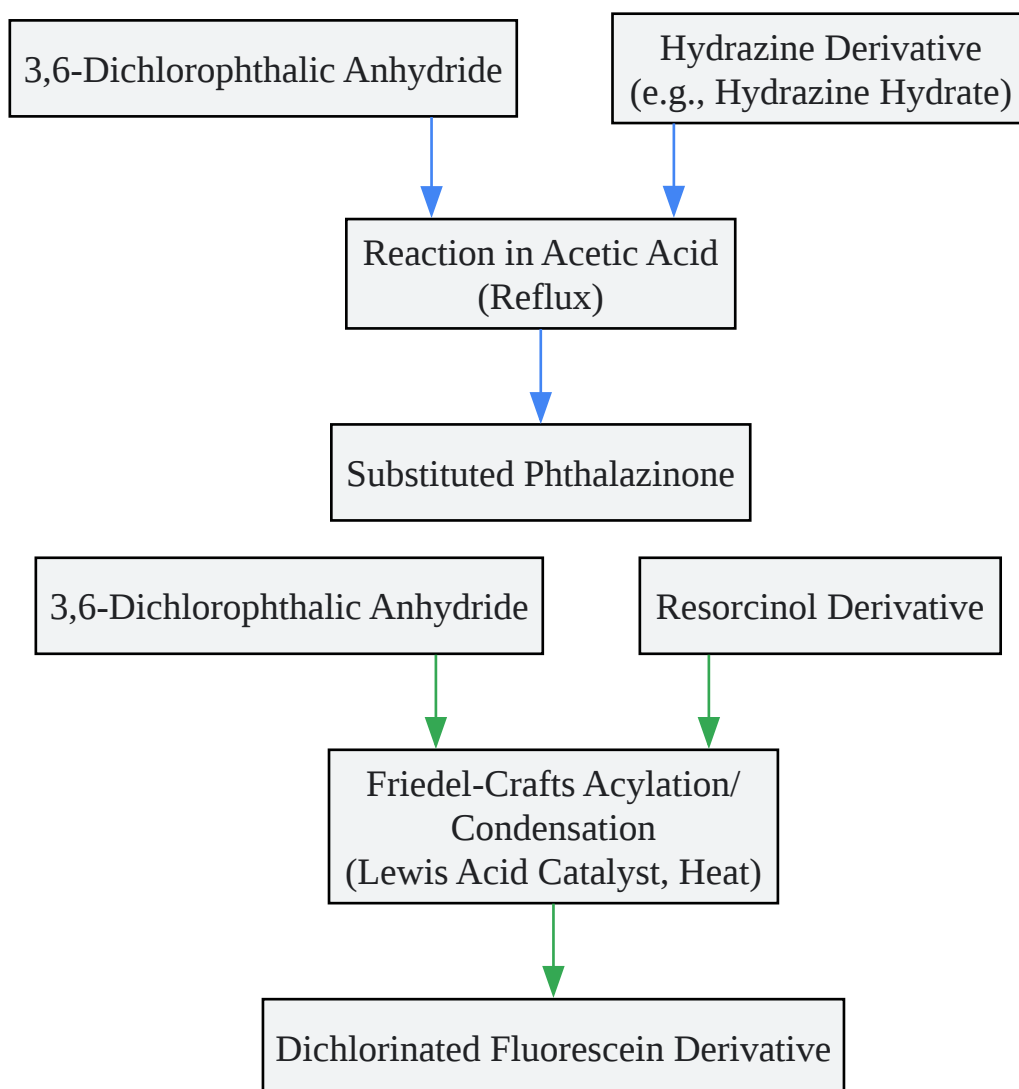 3,6-Dichlorophthalic Anhydride
Hydrazine Derivative
(e.g., Hydrazine Hydrate)
Reaction in Acetic Acid
(Reflux)
Substituted Phthalazinone
3,6-Dichlorophthalic Anhydride
Resorcinol Derivative
Friedel-Crafts Acylation/
Condensation
(Lewis Acid Catalyst, Heat)
Dichlorinated Fluorescein Derivative